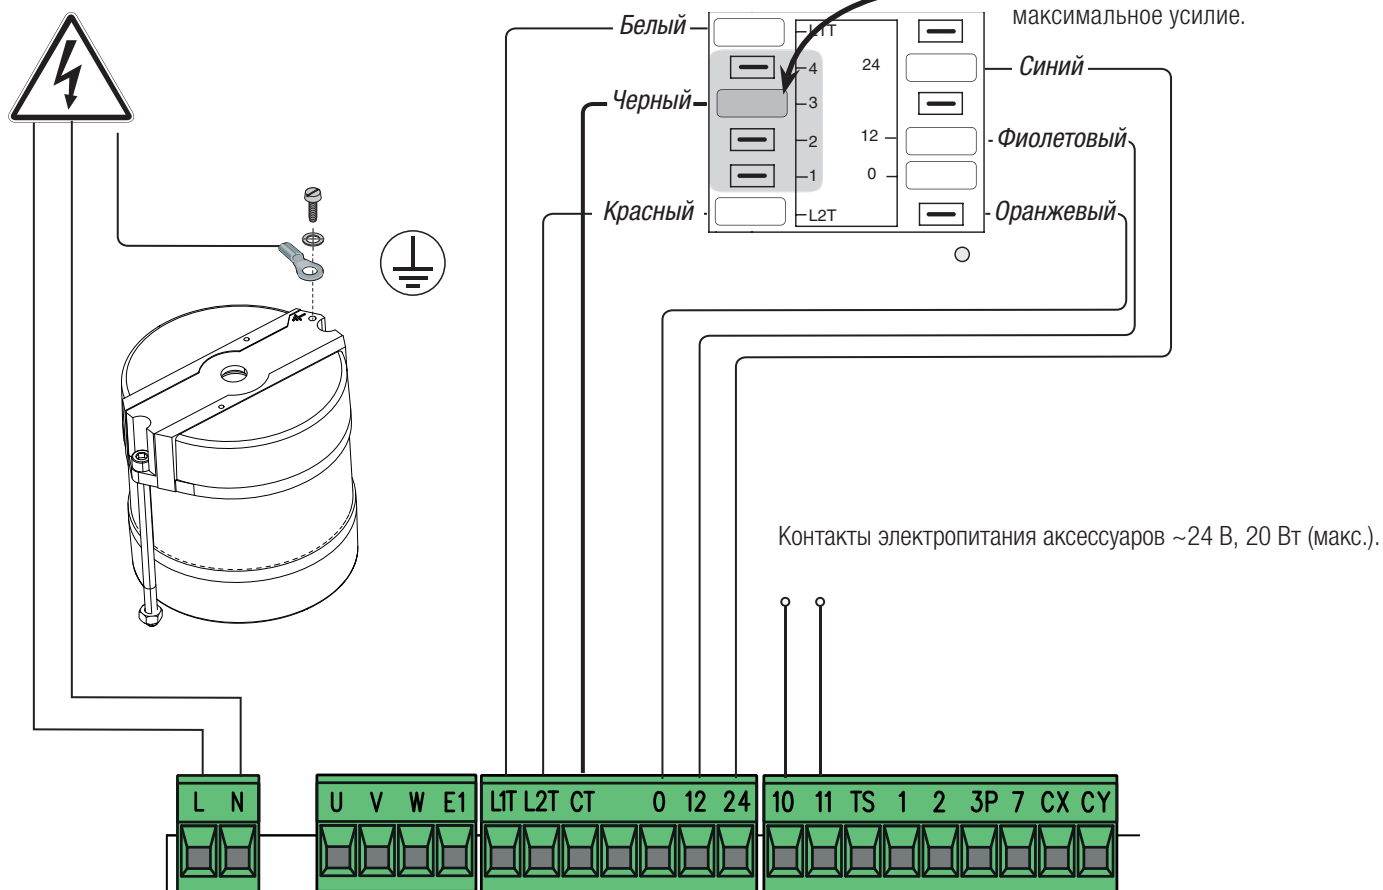 максимальное усилие.
Белый
L1T
4
24
Синий
Черный
3
2
12
Фиолетовый
1
0
Красный
L2T
Оранжевый
Контакты электропитания аксессуаров ~24 В, 20 Вт (макс.).
L N
U V W E1
L1T L2T CT 0 12 24
10 11 TS 1 2 3P 7 CX CY